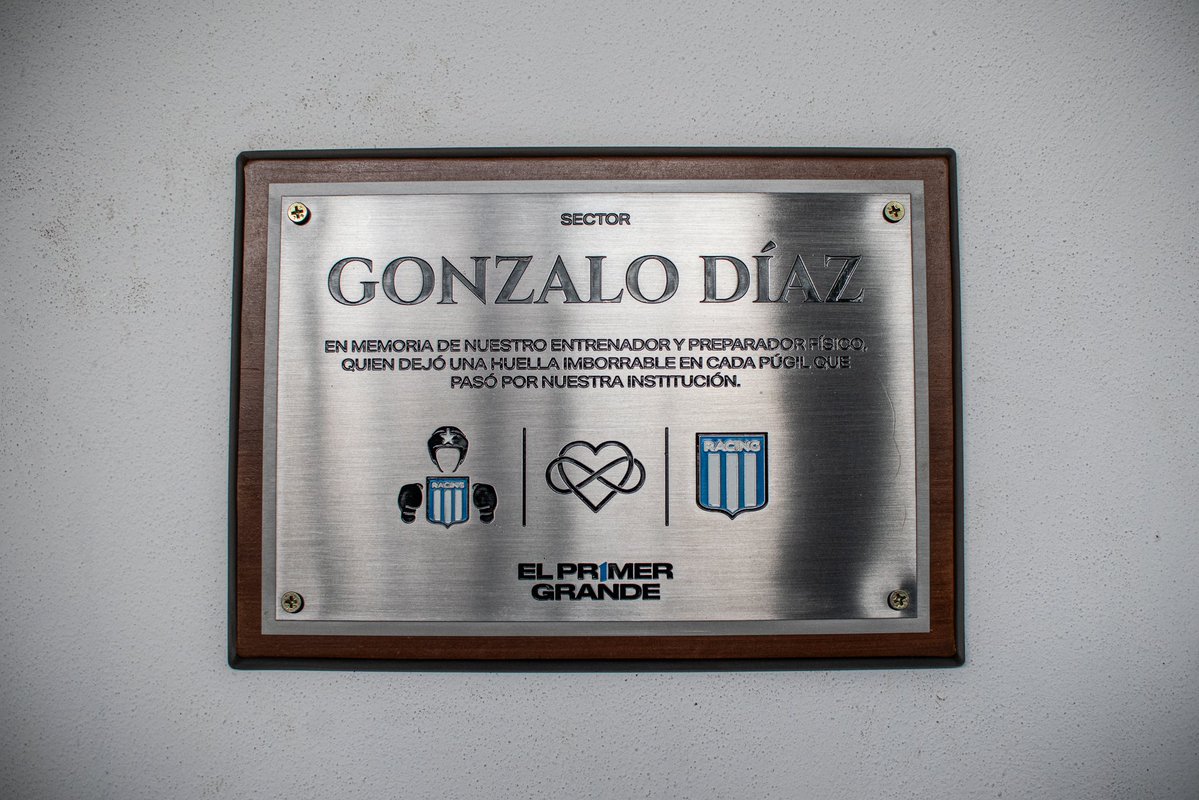 SECTOR
GONZALO DÍAZ
EN MEMORIA DE NUESTRO ENTRENADOR Y PREPARADOR FÍSICO,
QUIEN DEJÓ UNA HUELLA IMBORRABLE EN CADA PÚGIL QUE
PASÓ POR NUESTRA INSTITUCIÓN.
RACING
RACING
EL PR1MER
GRANDE